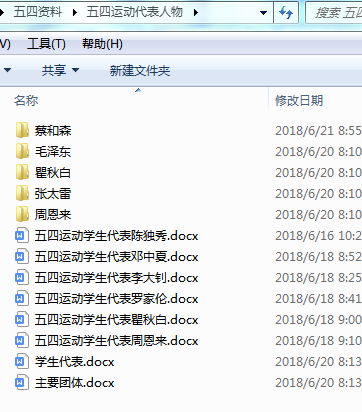 五四资料 五四运动代表人物 搜索 五四
V) 工具(T) 帮助(H)
共享 新建文件夹
名称 修改日期
蔡和森 2018/6/21 8:55
毛泽东 2018/6/20 8:10
瞿秋白 2018/6/20 8:10
张太雷 2018/6/20 8:10
周恩来 2018/6/20 8:10
五四运动学生代表陈独秀.docx 2018/6/16 10:2
五四运动学生代表邓中夏.docx 2018/6/18 8:52
五四运动学生代表李大钊.docx 2018/6/18 8:25
五四运动学生代表罗家伦.docx 2018/6/18 8:41
五四运动学生代表瞿秋白.docx 2018/6/18 9:00
五四运动学生代表周恩来.docx 2018/6/18 9:10
学生代表.docx 2018/6/20 8:13
主要团体.docx 2018/6/20 8:13